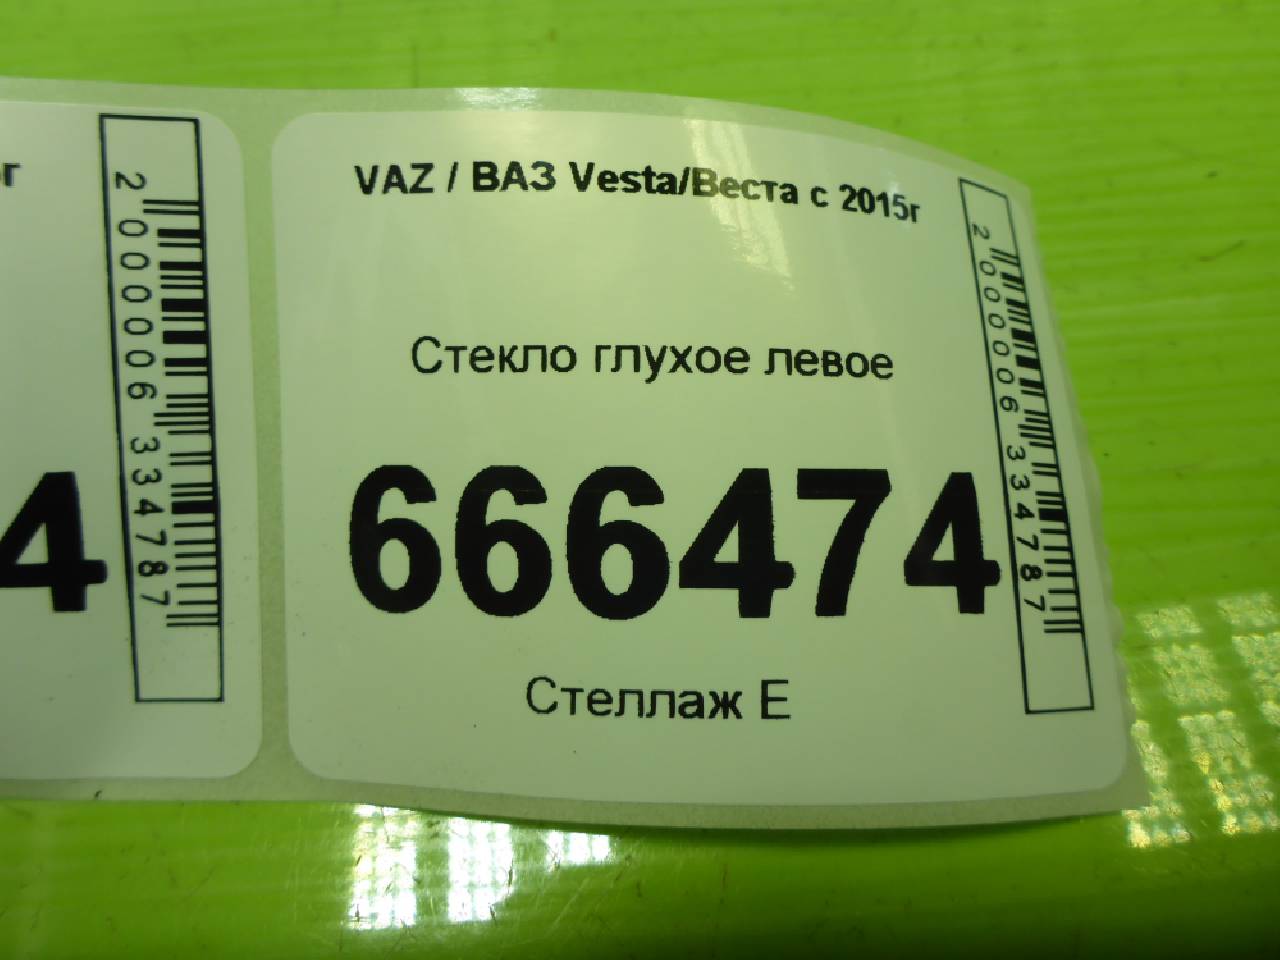 г
4
2000006334787
VAZ / ВАЗ Vesta/Веста с 2015г
Стекло глухое левое
666474
Стеллаж Е
2000006334787